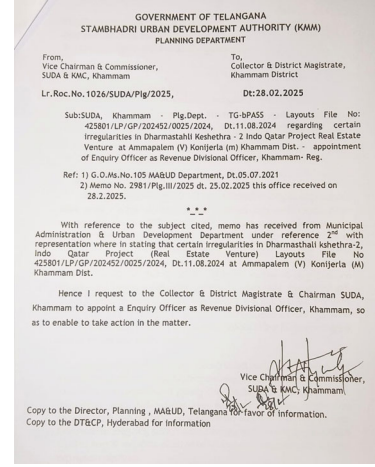 GOVERNMENT OF TELANGANA
STAMBHADRI URBAN DEVELOPMENT AUTHORITY (KMM)
PLANNING DEPARTMENT
From,
Vice Chairman & Commissioner,
SUDA & KMC, Khammam
To,
Collector & District Magistrate,
Khammam District
Lr.Roc.No.1026/SUDA/Plg/2025, Dt:28.02.2025
Sub:SUDA, Khammam - Plg.Dept. - TG-bPASS - Layouts File No:
425801/LP/GP/202452/0025/2024, Dt.11.08.2024 regarding certain
irregularities in Dharmastahli Keshethra - 2 Indo Qatar Project Real Estate
Venture at Ammapalem (V) Konijerla (m) Khammam Dist. - appointment
of Enquiry Officer as Revenue Divisional Officer, Khammam- Reg.
Ref: 1) G.O.Ms.No.105 MA&UD Department, Dt.05.07.2021
2) Memo No. 2981/Plg.III/2025 dt. 25.02.2025 this office received on
28.2.2025.
*_*_*
With reference to the subject cited, memo has received from Municipal
Administration & Urban Development Department under reference 2nd with
representation where in stating that certain irregularities in Dharmasthali kshethra-2,
Indo Qatar Project (Real Estate Venture) Layouts File No
425801/LP/GP/202452/0025/2024, Dt.11.08.2024 at Ammapalem (V) Konijerla (M)
Khammam Dist.
Hence I request to the Collector & District Magistrate & Chairman SUDA,
Khammam to appoint a Enquiry Officer as Revenue Divisional Officer, Khammam, so
as to enable to take action in the matter.
Vice Chairman & Commissioner,
SUDA & KMC, Khammam
Copy to the Director, Planning , MA&UD, Telangana for favor of information.
Copy to the DT&CP, Hyderabad for information